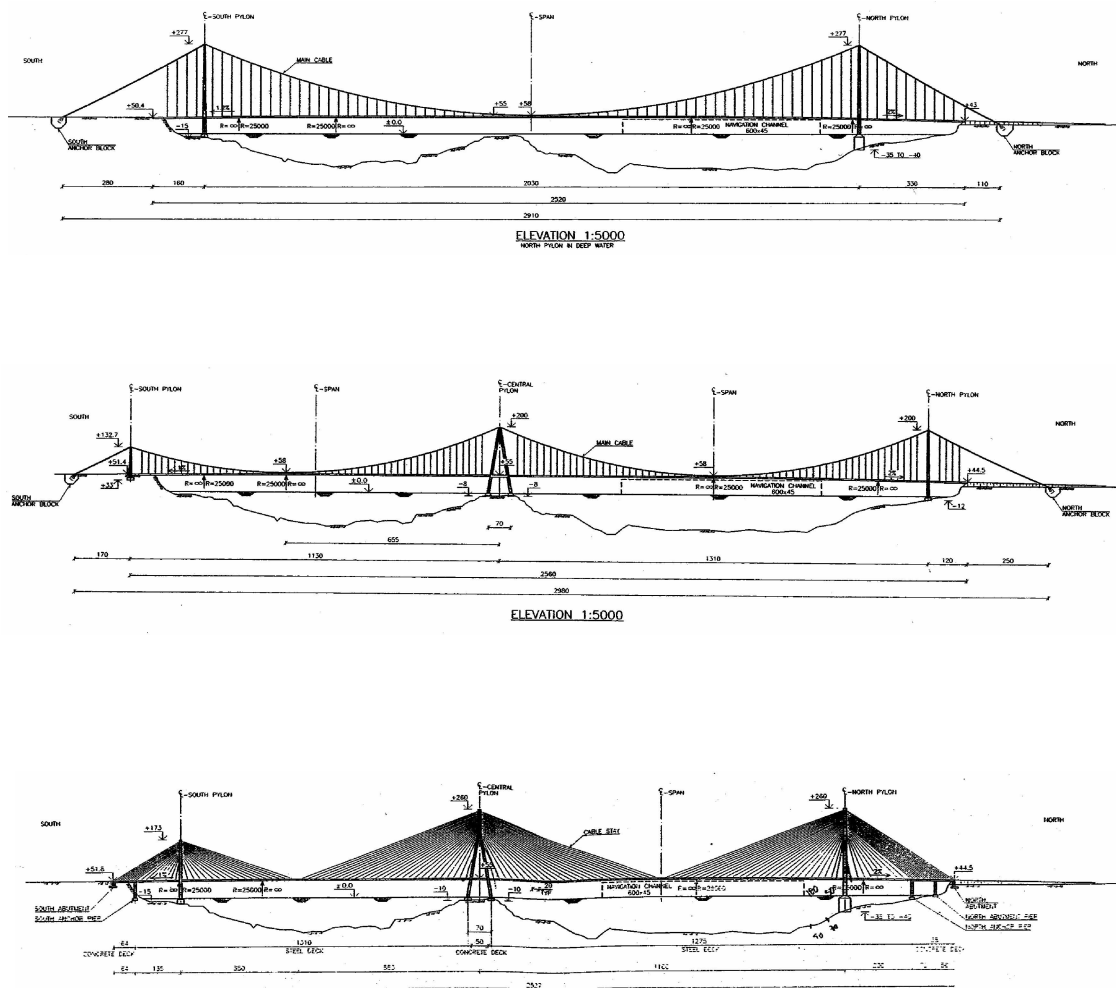 ℄-SOUTH PYLON
℄-SPAN
℄-NORTH PYLON
+277
+277
SOUTH
NORTH
MAIN CABLE
+50.4
1.2%
+55
+58
+43
-15
R=∞ R=25000
R=25000 R=∞
±0.0
R=∞ R=25000
NAVIGATION CHANNEL
600x45
R=25000 R=∞
2%
SOUTH
ANCHOR BLOCK
-35 TO -40
NORTH
ANCHOR BLOCK
280
160
2030
330
110
2520
2910
ELEVATION 1:5000
NORTH PYLON IN DEEP WATER
℄-SOUTH PYLON
℄-SPAN
℄-CENTRAL
PYLON
℄-SPAN
℄-NORTH PYLON
SOUTH
NORTH
+132.7
+200
+200
MAIN CABLE
+51.4
+58
+55
+58
+44.5
+33
R=∞ R=25000
R=25000 R=∞
±0.0
-8
-8
R=∞ R=25000
NAVIGATION CHANNEL
600x45
R=25000 R=∞
2%
SOUTH
ANCHOR BLOCK
-12
NORTH
ANCHOR BLOCK
70
655
170
1130
1310
120
250
2560
2980
ELEVATION 1:5000
℄-SOUTH PYLON
℄-CENTRAL
PYLON
℄-SPAN
℄-NORTH PYLON
SOUTH
NORTH
+173
+260
+260
CABLE STAY
+51.8
+44.5
-15
R=∞ R=25000
R=25000 R=∞
±0.0
-10
-10
NAVIGATION CHANNEL
600x45
2%
SOUTH ABUTMENT
SOUTH ANCHOR PIER
-35 TO -40
NORTH
ABUTMENT
NORTH ABUTMENT PIER
NORTH ANCHOR PIER
70
64
1310
50
1275
CONCRETE DECK
STEEL DECK
CONCRETE DECK
STEEL DECK
CONCRETE DECK
64
135